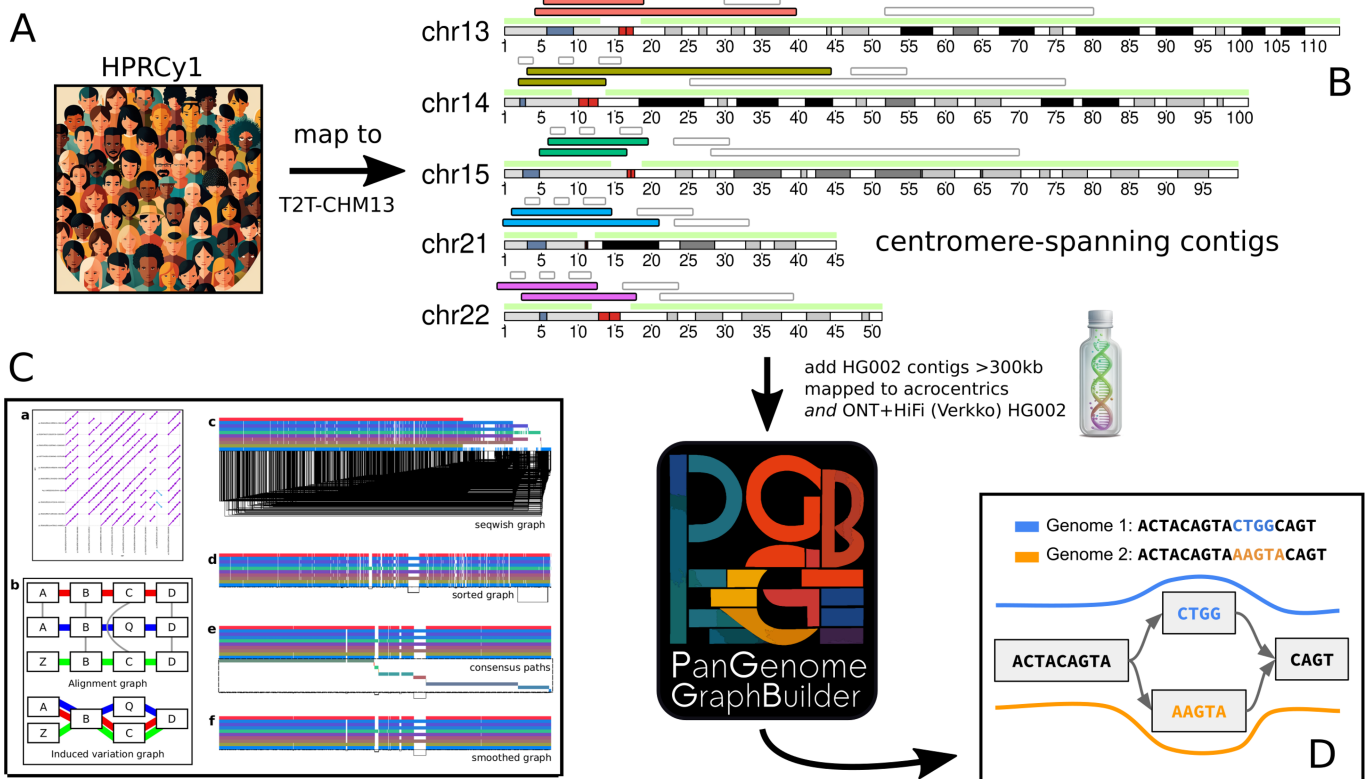 A
HPRCy1
map to
T2T-CHM13
B
chr13
1 5 10 15 20 25 30 35 40 45 50 55 60 65 70 75 80 85 90 95 100 105 110
chr14
1 5 10 15 20 25 30 35 40 45 50 55 60 65 70 75 80 85 90 95 100
chr15
1 5 10 15 20 25 30 35 40 45 50 55 60 65 70 75 80 85 90 95
chr21
1 5 10 15 20 25 30 35 40 45
centromere-spanning contigs
chr22
1 5 10 15 20 25 30 35 40 45 50
add HG002 contigs >300kb
mapped to acrocentrics
and ONT+HiFi (Verkko) HG002
C
a
b
A B C D
A B Q D
Z B C D
Alignment graph
A Q
B D
Z C
Induced variation graph
c
seqwish graph
d
sorted graph
e
consensus paths
f
smoothed graph
PGGB
PanGenome
GraphBuilder
Genome 1: ACTACAGTACTGGCAGT
Genome 2: ACTACAGTAAAGTACAGT
CTGG
ACTACAGTA
CAGT
AAGTA
D